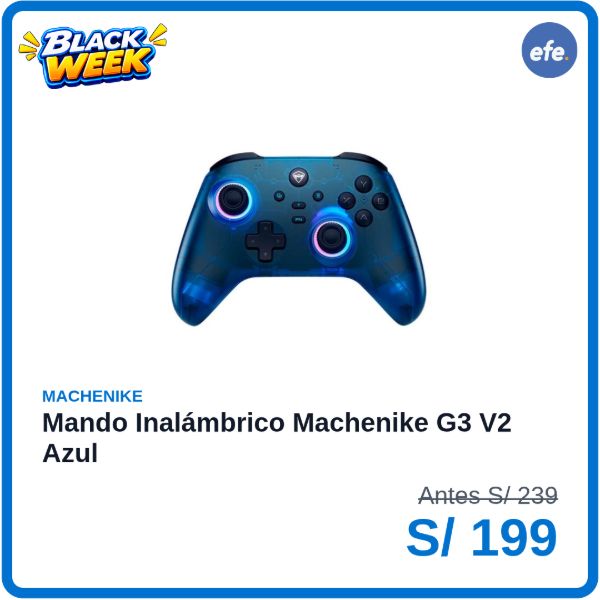 BLACK
WEEK
efe.
Y
X
B
A
MACHENIKE
Mando Inalámbrico Machenike G3 V2
Azul
Antes S/ 239
S/ 199